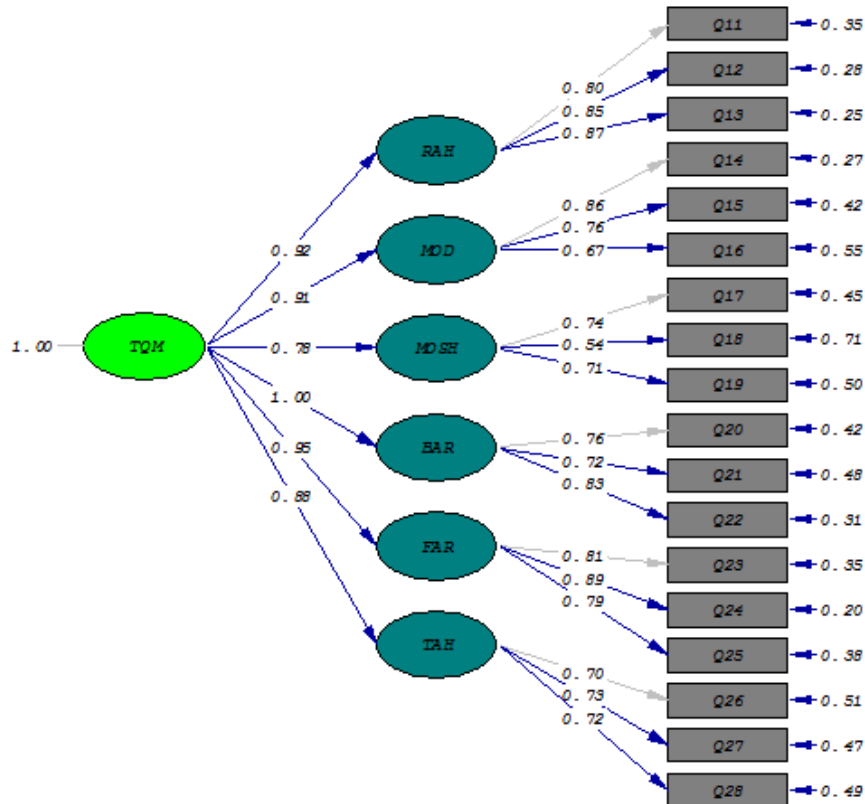 Q11 0.35
Q12 0.28
0.80
0.85
0.87
Q13 0.25
RAH
Q14 0.27
0.86
0.76
0.67
Q15 0.42
0.92
MOD
Q16 0.55
0.91
Q17 0.45
0.74
0.54
0.71
1.00
TQM
0.78
MOSH
Q18 0.71
Q19 0.50
1.00
0.76
0.72
0.83
Q20 0.42
0.95
BAR
Q21 0.48
0.88
Q22 0.31
FAR
0.81
0.89
0.79
Q23 0.35
Q24 0.20
TAH
Q25 0.38
0.70
0.73
0.72
Q26 0.51
Q27 0.47
Q28 0.49